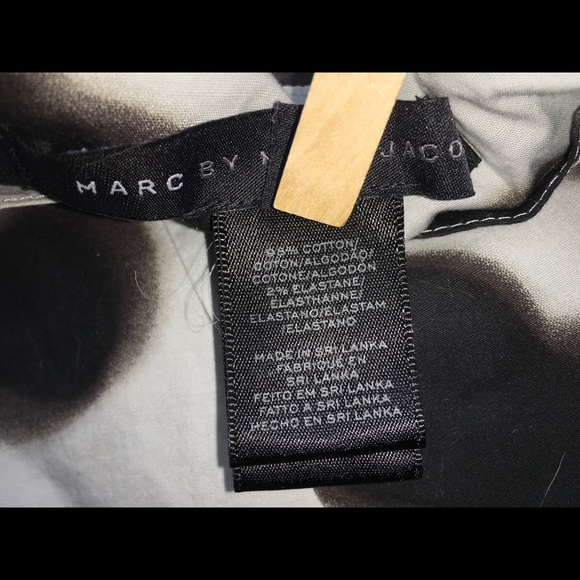 MARC BY M JACO
98% COTTON/
COTON/ALGODÃO/
COTONE/ALGODÓN
2% ELASTANE/
ELASTHANNE/
ELASTANO/ELASTAM
/ELASTANO
MADE IN SRI LANKA
FABRIQUÉ EN
SRI LANKA
FEITO EM SRI LANKA
FATTO A SRI LANKA
HECHO EN SRI LANKA